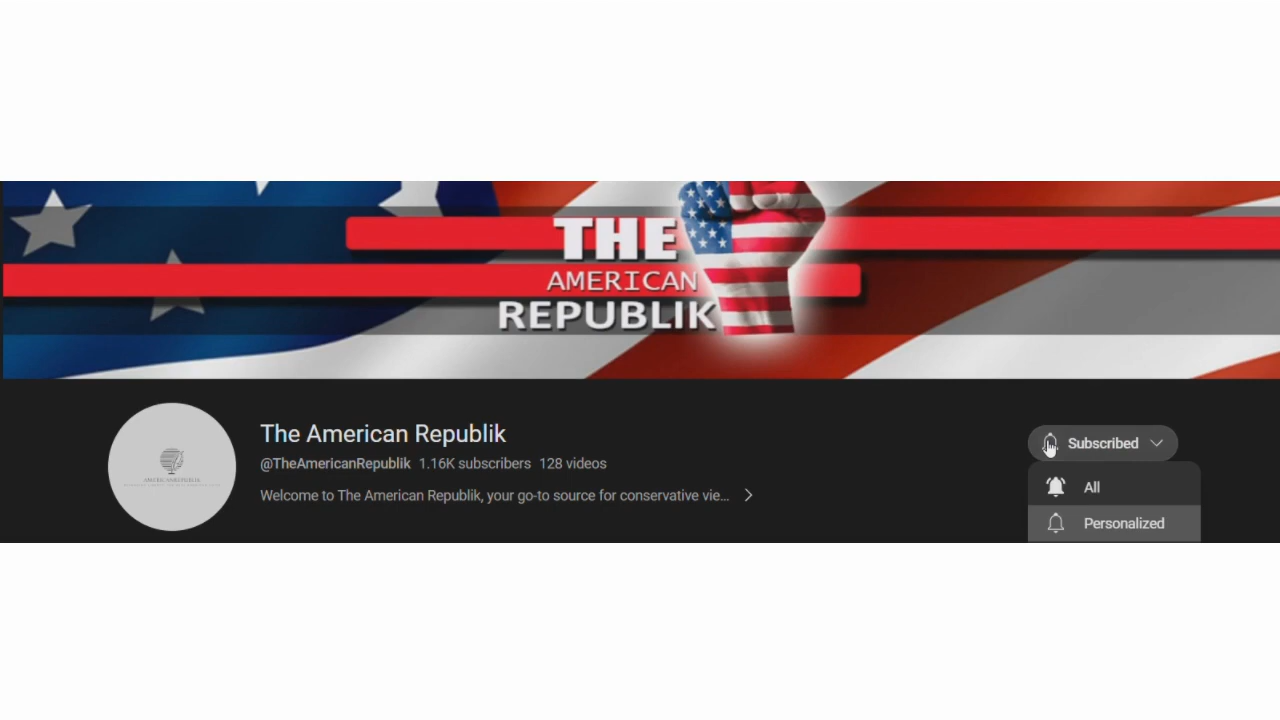 THE
AMERICAN
REPUBLIK
The American Republik
@TheAmericanRepublik 1.16K subscribers 128 videos
Welcome to The American Republik, your go-to source for conservative vie...
Subscribed
All
Personalized
AMERICANREPUBLIK